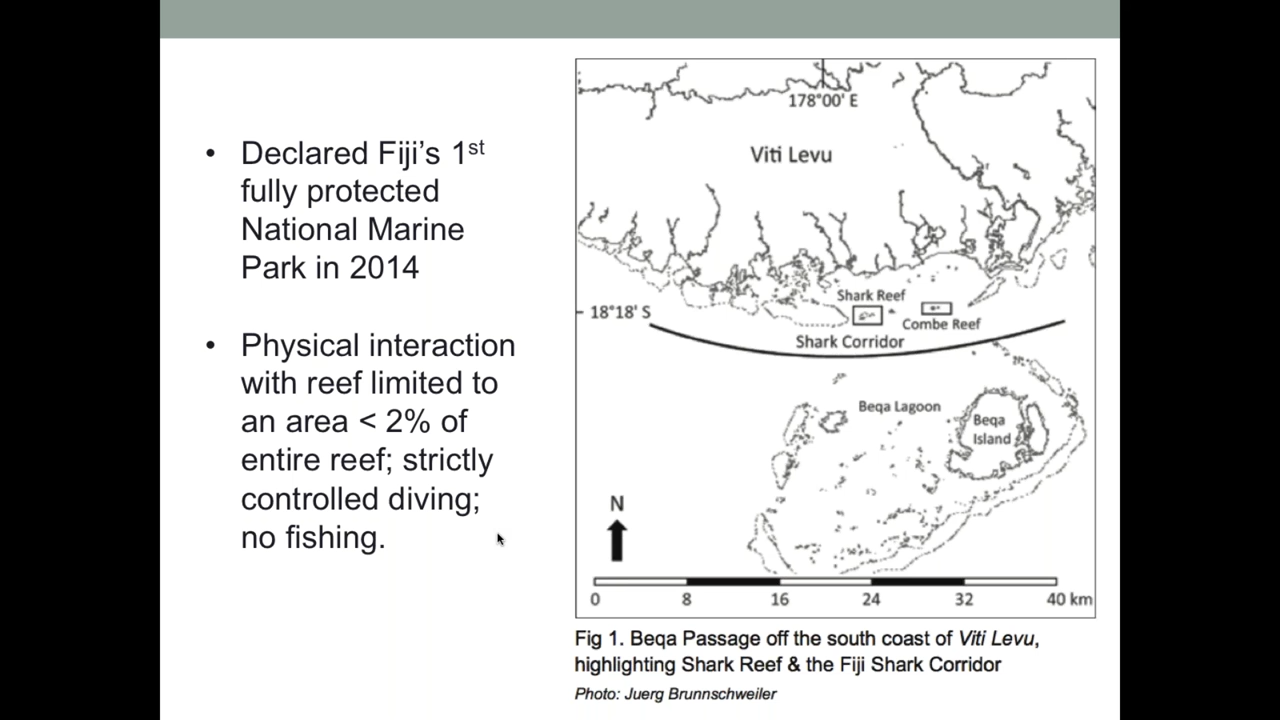 • Declared Fiji's 1st
fully protected
National Marine
Park in 2014
• Physical interaction
with reef limited to
an area < 2% of
entire reef; strictly
controlled diving;
no fishing.
178°00' E
Viti Levu
Shark Reef
18°18' S
Combe Reef
Shark Corridor
Beqa Lagoon
Beqa
Island
N
0 8 16 24 32 40 km
Fig 1. Beqa Passage off the south coast of Viti Levu,
highlighting Shark Reef & the Fiji Shark Corridor
Photo: Juerg Brunnschweiler